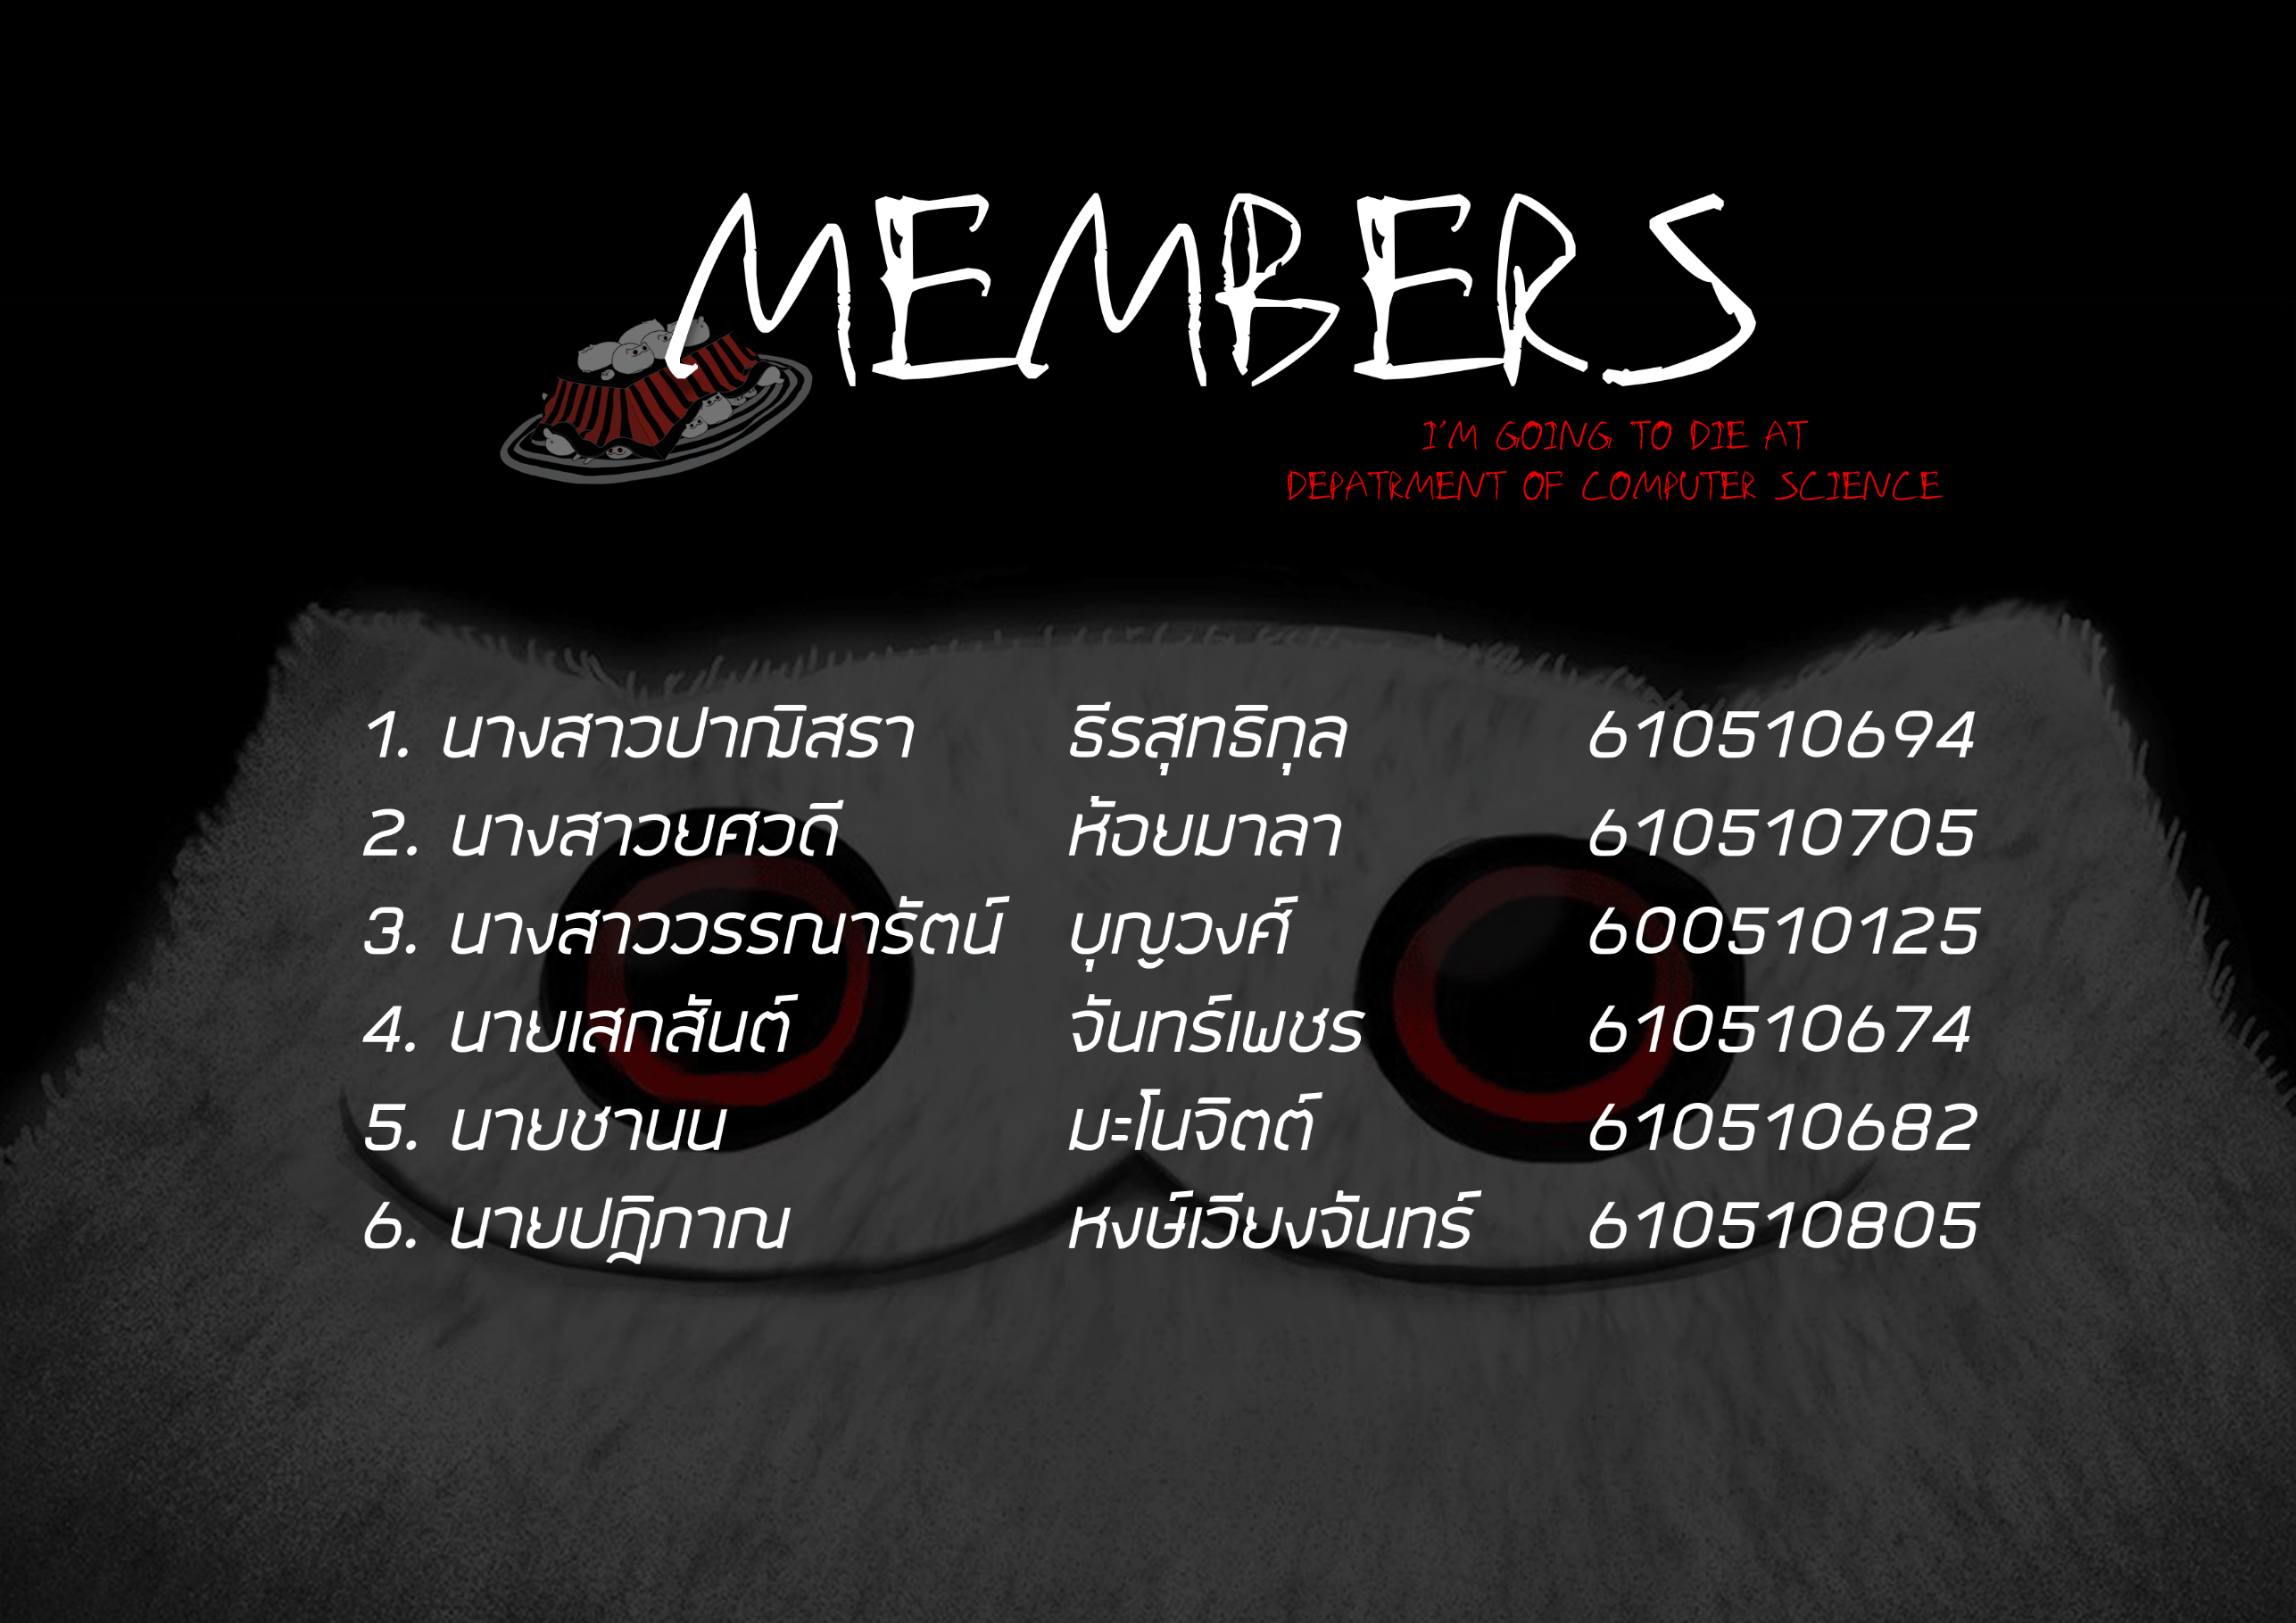 MEMBERS
I'M GOING TO DIE AT
DEPATRMENT OF COMPUTER SCIENCE
1. นางสาวปาฌิสรา ธีรสุทธิกุล 610510694
2. นางสาวยศวดี ห้อยมาลา 610510705
3. นางสาววรรณารัตน์ บุญวงศ์ 600510125
4. นายเสกสันต์ จันทร์เพชร 610510674
5. นายชานน มะโนจิตต์ 610510682
6. นายปฏิภาณ หงษ์เวียงจันทร์ 610510805